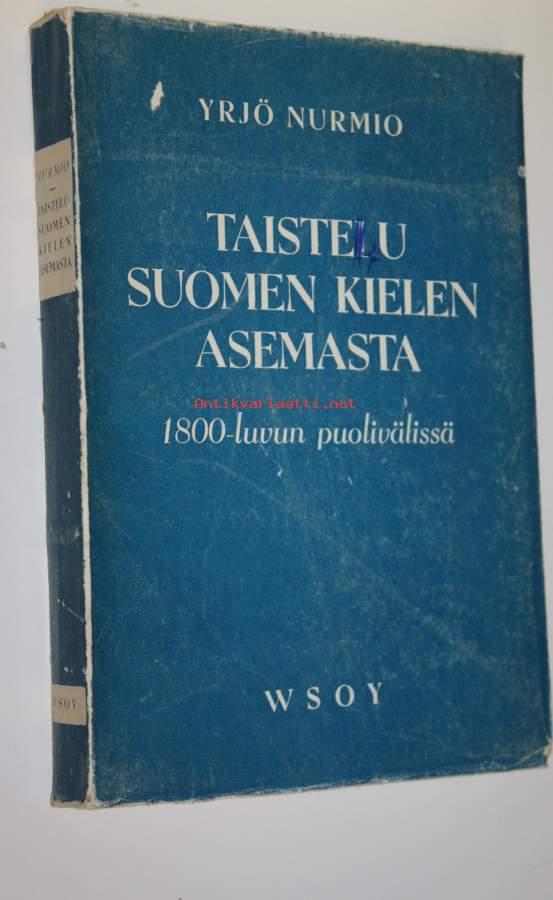 YRJÖ NURMIO
TAISTELU
SUOMEN KIELEN
ASEMASTA
1800-luvun puolivälissä
WSOY
NURMIO
TAISTELU
SUOMEN
KIELEN
ASEMASTA
WSOY
Antikvariaatti.net